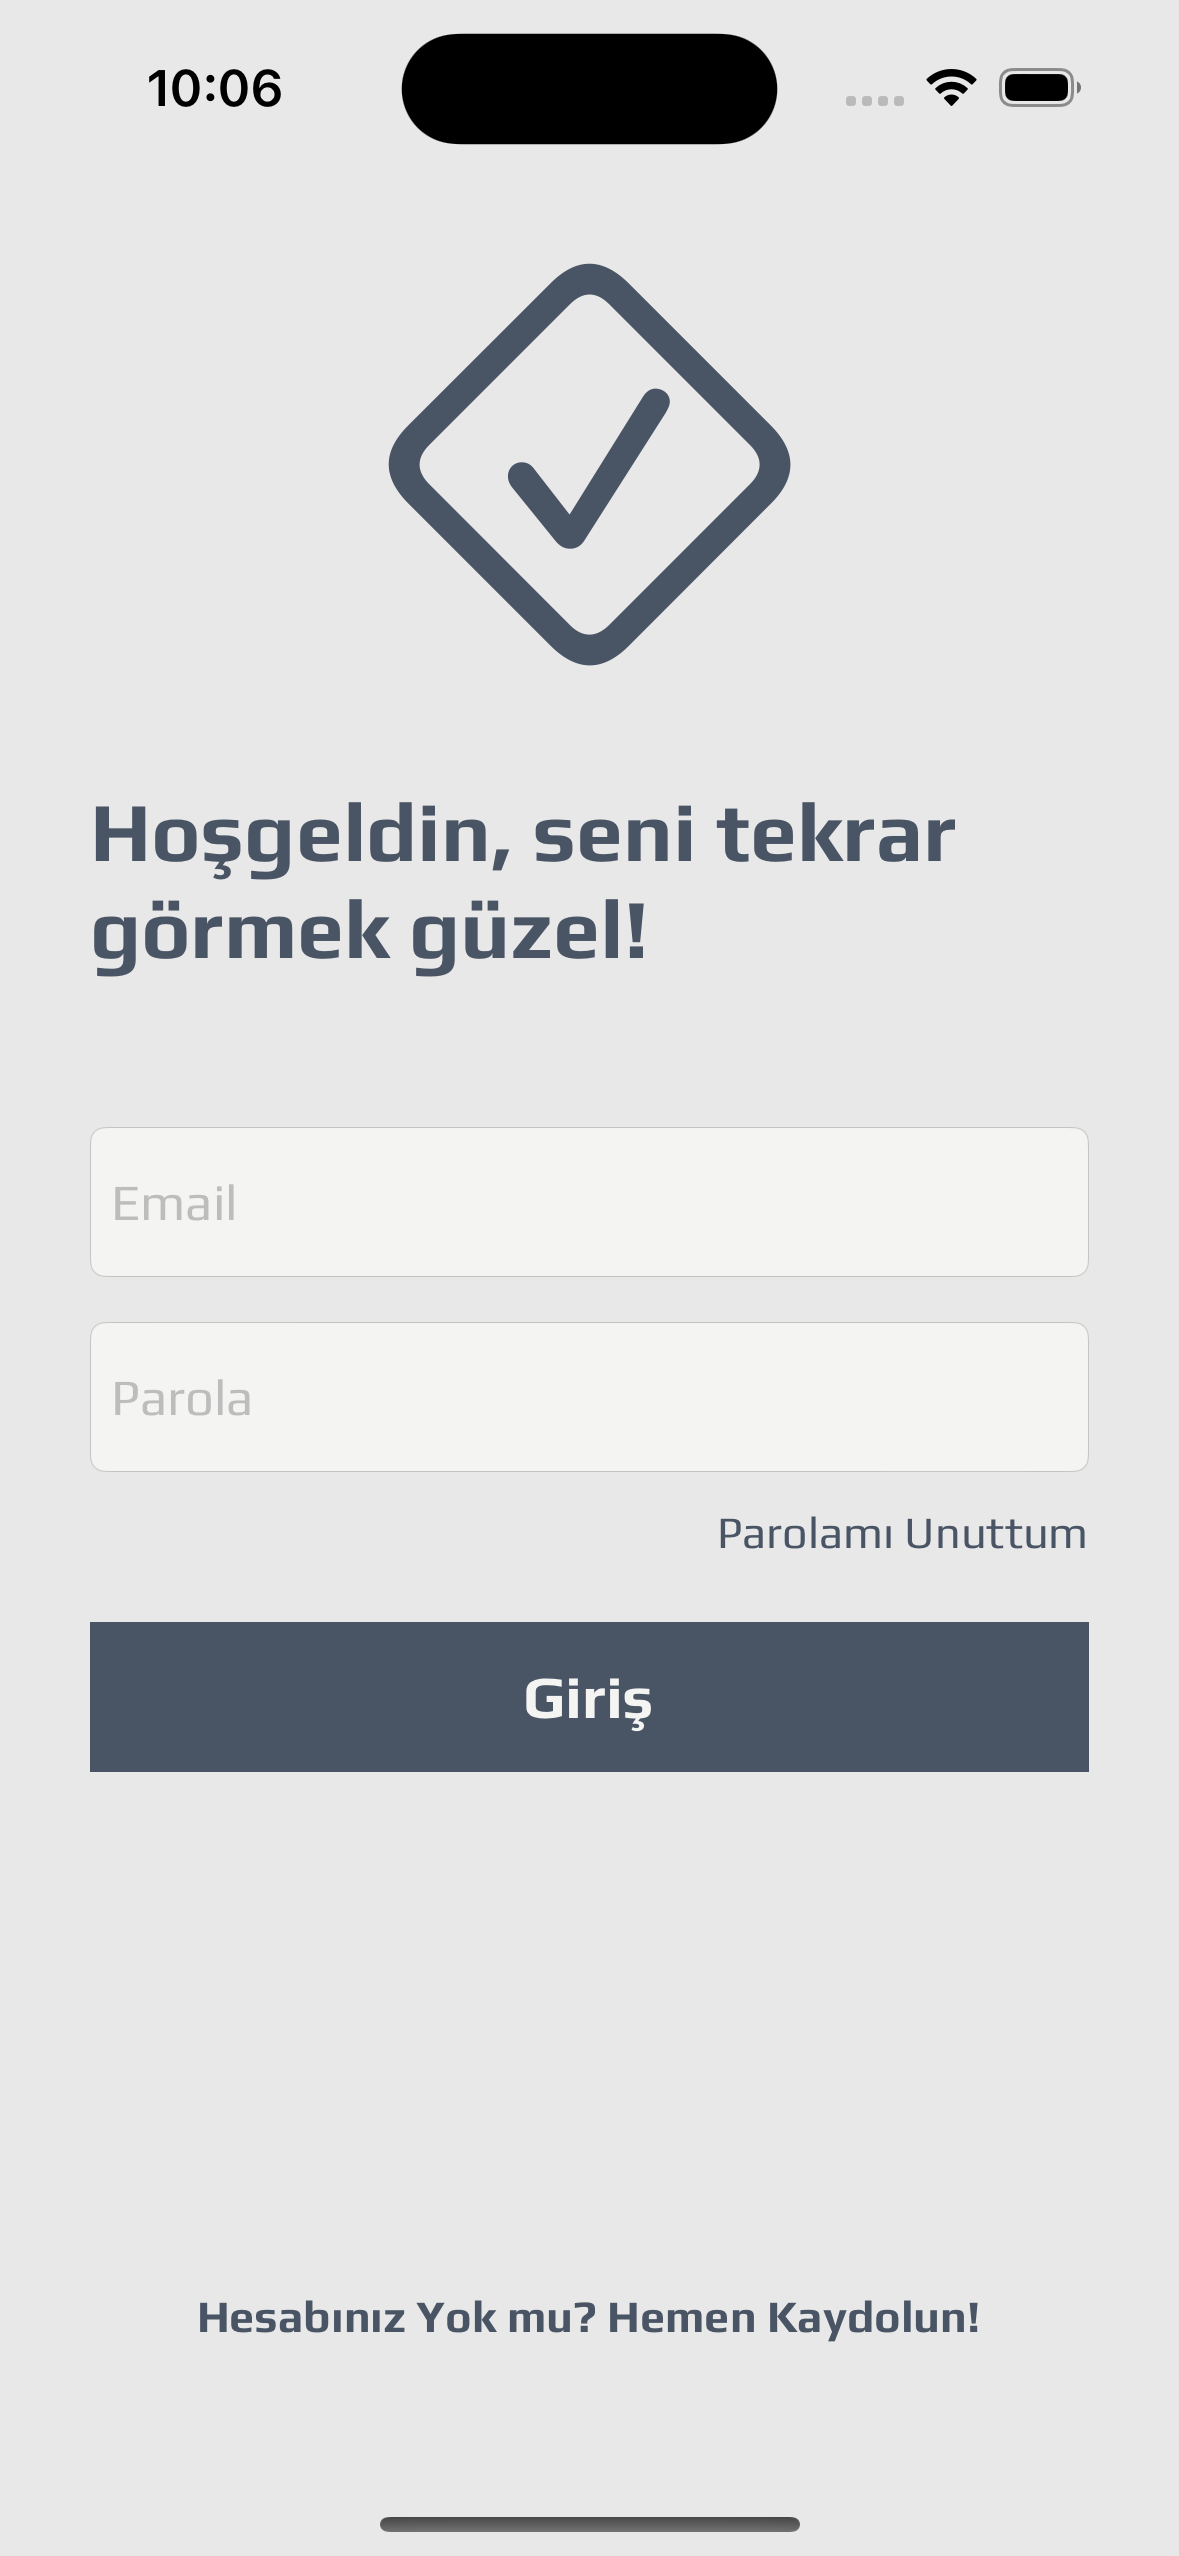 10:06
Hoşgeldin, seni tekrar
görmek güzel!
Email
Parola
Parolamı Unuttum
Giriş
Hesabınız Yok mu? Hemen Kaydolun!